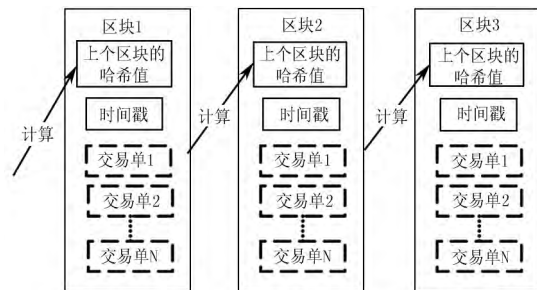 区块1
上个区块的
哈希值
计算
时间戳
交易单1
交易单2
交易单N
区块2
上个区块的
哈希值
计算
时间戳
交易单1
交易单2
交易单N
区块3
上个区块的
哈希值
计算
时间戳
交易单1
交易单2
交易单N